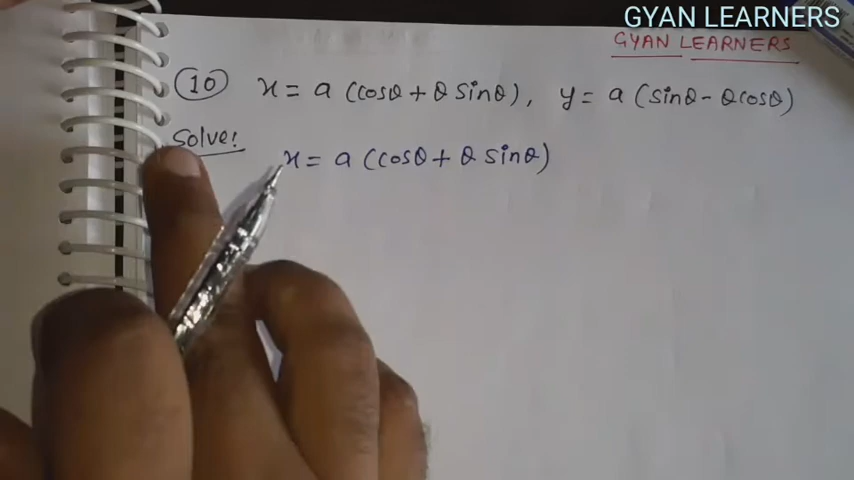 GYAN LEARNERS
GYAN LEARNERS
10 x = a (cosθ + θ sinθ), y = a (sinθ - θcosθ)
Solve:
x = a (cosθ + θ sinθ)